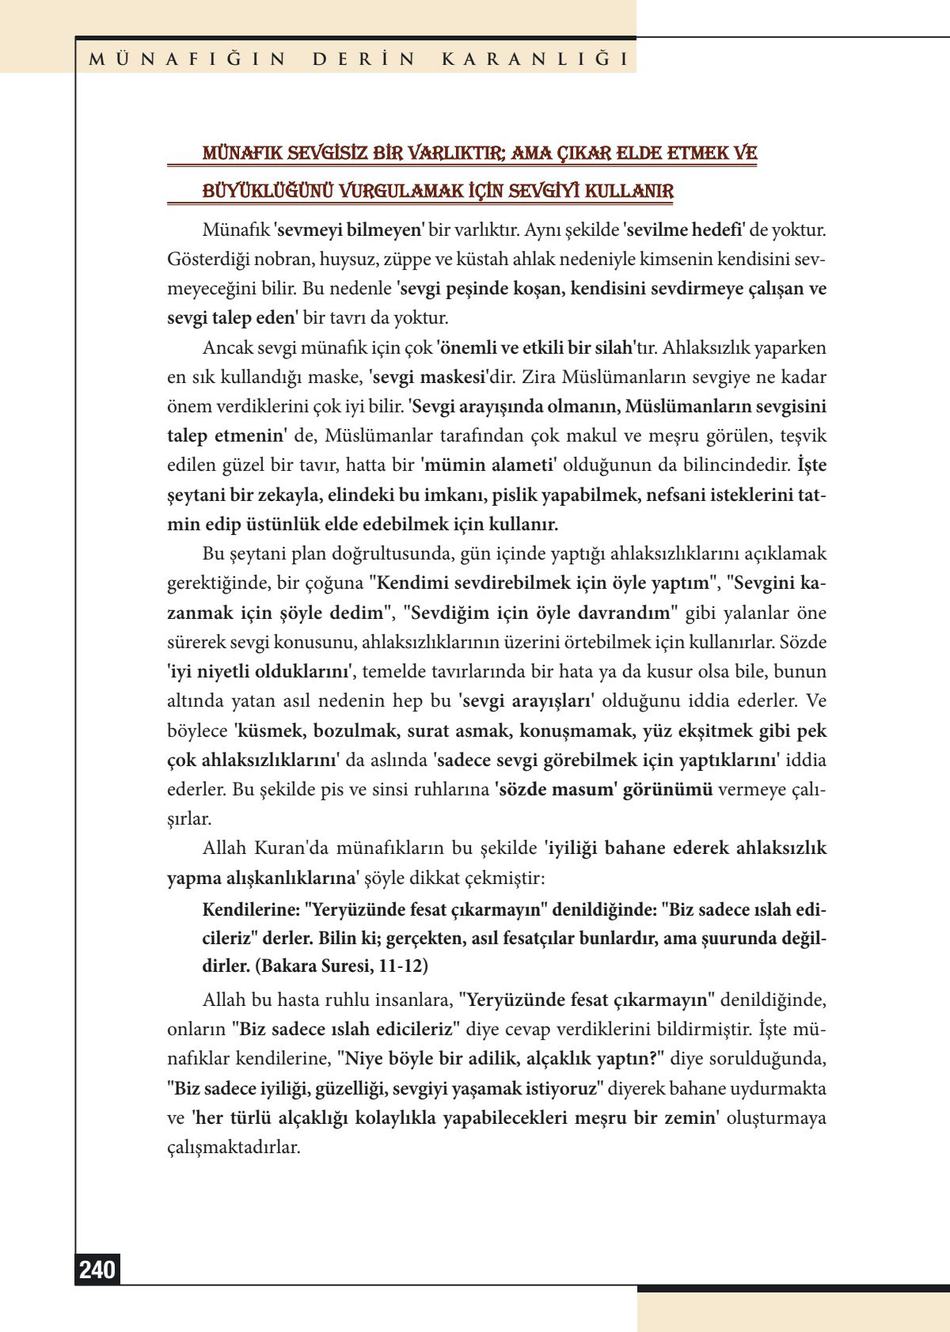 MÜNAFIĞIN DERİN KARANLIĞI
MÜNAFIK SEVGİSİZ BİR VARLIKTIR; AMA ÇIKAR ELDE ETMEK VE
BÜYÜKLÜĞÜNÜ VURGULAMAK İÇİN SEVGİYİ KULLANIR
Münafık 'sevmeyi bilmeyen' bir varlıktır. Aynı şekilde 'sevilme hedefi' de yoktur.
Gösterdiği nobran, huysuz, züppe ve küstah ahlak nedeniyle kimsenin kendisini sev-
meyeceğini bilir. Bu nedenle 'sevgi peşinde koşan, kendisini sevdirmeye çalışan ve
sevgi talep eden' bir tavrı da yoktur.
Ancak sevgi münafık için çok 'önemli ve etkili bir silah'tır. Ahlaksızlık yaparken
en sık kullandığı maske, 'sevgi maskesi'dir. Zira Müslümanların sevgiye ne kadar
önem verdiklerini çok iyi bilir. 'Sevgi arayışında olmanın, Müslümanların sevgisini
talep etmenin' de, Müslümanlar tarafından çok makul ve meşru görülen, teşvik
edilen güzel bir tavır, hatta bir 'mümin alameti' olduğunun da bilincindedir. İşte
şeytani bir zekayla, elindeki bu imkanı, pislik yapabilmek, nefsani isteklerini tat-
min edip üstünlük elde edebilmek için kullanır.
Bu şeytani plan doğrultusunda, gün içinde yaptığı ahlaksızlıklarını açıklamak
gerektiğinde, bir çoğuna "Kendimi sevdirebilmek için öyle yaptım", "Sevgini ka-
zanmak için şöyle dedim", "Sevdiğim için öyle davrandım" gibi yalanlar öne
sürerek sevgi konusunu, ahlaksızlıklarının üzerini örtebilmek için kullanırlar. Sözde
'iyi niyetli olduklarını', temelde tavırlarında bir hata ya da kusur olsa bile, bunun
altında yatan asıl nedenin hep bu 'sevgi arayışları' olduğunu iddia ederler. Ve
böylece 'küsmek, bozulmak, surat asmak, konuşmamak, yüz ekşitmek gibi pek
çok ahlaksızlıklarını' da aslında 'sadece sevgi görebilmek için yaptıklarını' iddia
ederler. Bu şekilde pis ve sinsi ruhlarına 'sözde masum' görünümü vermeye çalı-
şırlar.
Allah Kuran'da münafıkların bu şekilde 'iyiliği bahane ederek ahlaksızlık
yapma alışkanlıklarına' şöyle dikkat çekmiştir:
Kendilerine: "Yeryüzünde fesat çıkarmayın" denildiğinde: "Biz sadece ıslah edi-
cileriz" derler. Bilin ki; gerçekten, asıl fesatçılar bunlardır, ama şuurunda değil-
dirler. (Bakara Suresi, 11-12)
Allah bu hasta ruhlu insanlara, "Yeryüzünde fesat çıkarmayın" denildiğinde,
onların "Biz sadece ıslah edicileriz" diye cevap verdiklerini bildirmiştir. İşte mü-
nafıklar kendilerine, "Niye böyle bir adilik, alçaklık yaptın?" diye sorulduğunda,
"Biz sadece iyiliği, güzelliği, sevgiyi yaşamak istiyoruz" diyerek bahane uydurmakta
ve 'her türlü alçaklığı kolaylıkla yapabilecekleri meşru bir zemin' oluşturmaya
çalışmaktadırlar.
240